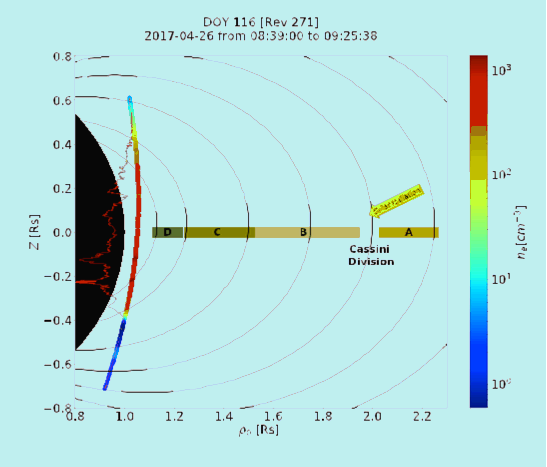 DOY 116 [Rev 271]
2017-04-26 from 08:39:00 to 09:25:38
0.8
0.6
0.4
0.2
0.0
−0.2
−0.4
−0.6
−0.8
Z [Rs]
D C B A
Cassini
Division
0.8 1.0 1.2 1.4 1.6 1.8 2.0 2.2
[Rs]
10³
10²
10¹
10⁰
nₑ[cm⁻³]